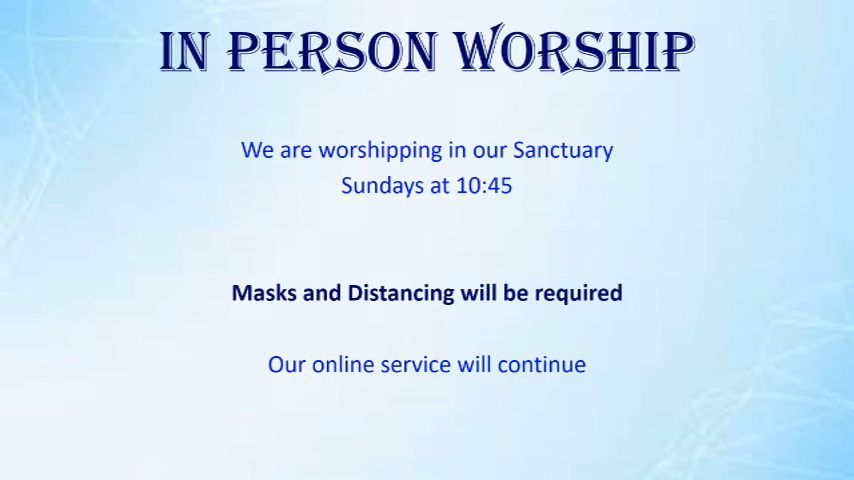 IN PERSON WORSHIP
We are worshipping in our Sanctuary
Sundays at 10:45
Masks and Distancing will be required
Our online service will continue